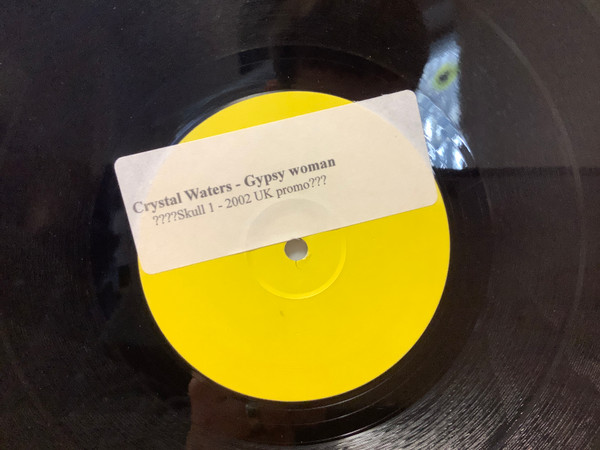 Crystal Waters - Gypsy woman
????Skull 1 - 2002 UK promo???